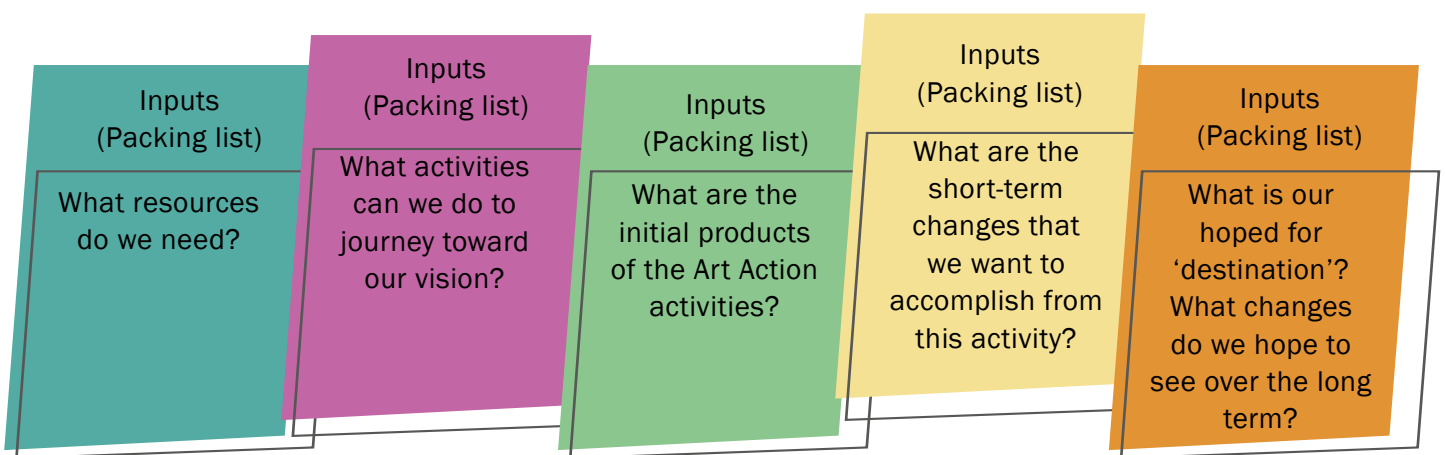 Inputs
(Packing list)
What resources
do we need?
Inputs
(Packing list)
What activities
can we do to
journey toward
our vision?
Inputs
(Packing list)
What are the
initial products
of the Art Action
activities?
Inputs
(Packing list)
What are the
short-term
changes that
we want to
accomplish from
this activity?
Inputs
(Packing list)
What is our
hoped for
‘destination’?
What changes
do we hope to
see over the long
term?